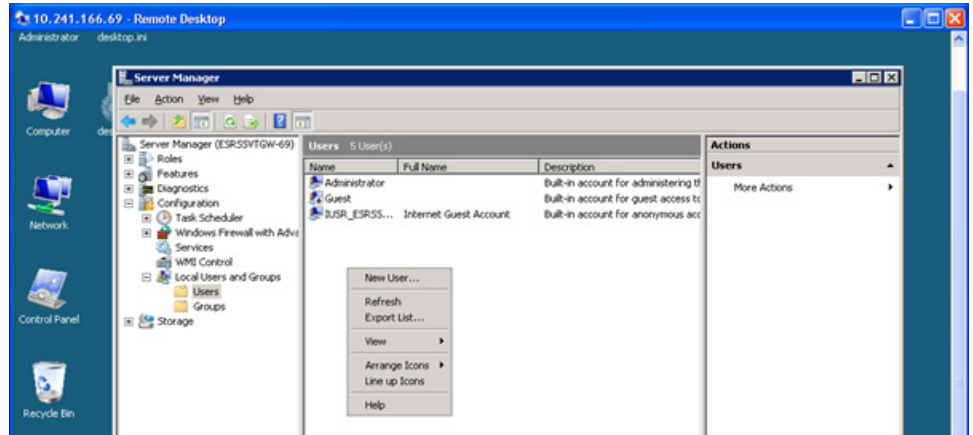 10.241.166.69 - Remote Desktop
Administrator desktop.ini
Server Manager
File Action View Help
Computer
Network
Control Panel
Recycle Bin
Server Manager (ESRSSVTGW-69)
Roles
Features
Diagnostics
Configuration
Task Scheduler
Windows Firewall with Adva
Services
WMI Control
Local Users and Groups
Users
Groups
Storage
Users 5 User(s)
Name Full Name Description
Administrator Built-in account for administering th
Guest Built-in account for guest access to
IUSR_ESRSS... Internet Guest Account Built-in account for anonymous acc
New User...
Refresh
Export List...
View
Arrange Icons
Line up Icons
Help
Actions
Users
More Actions